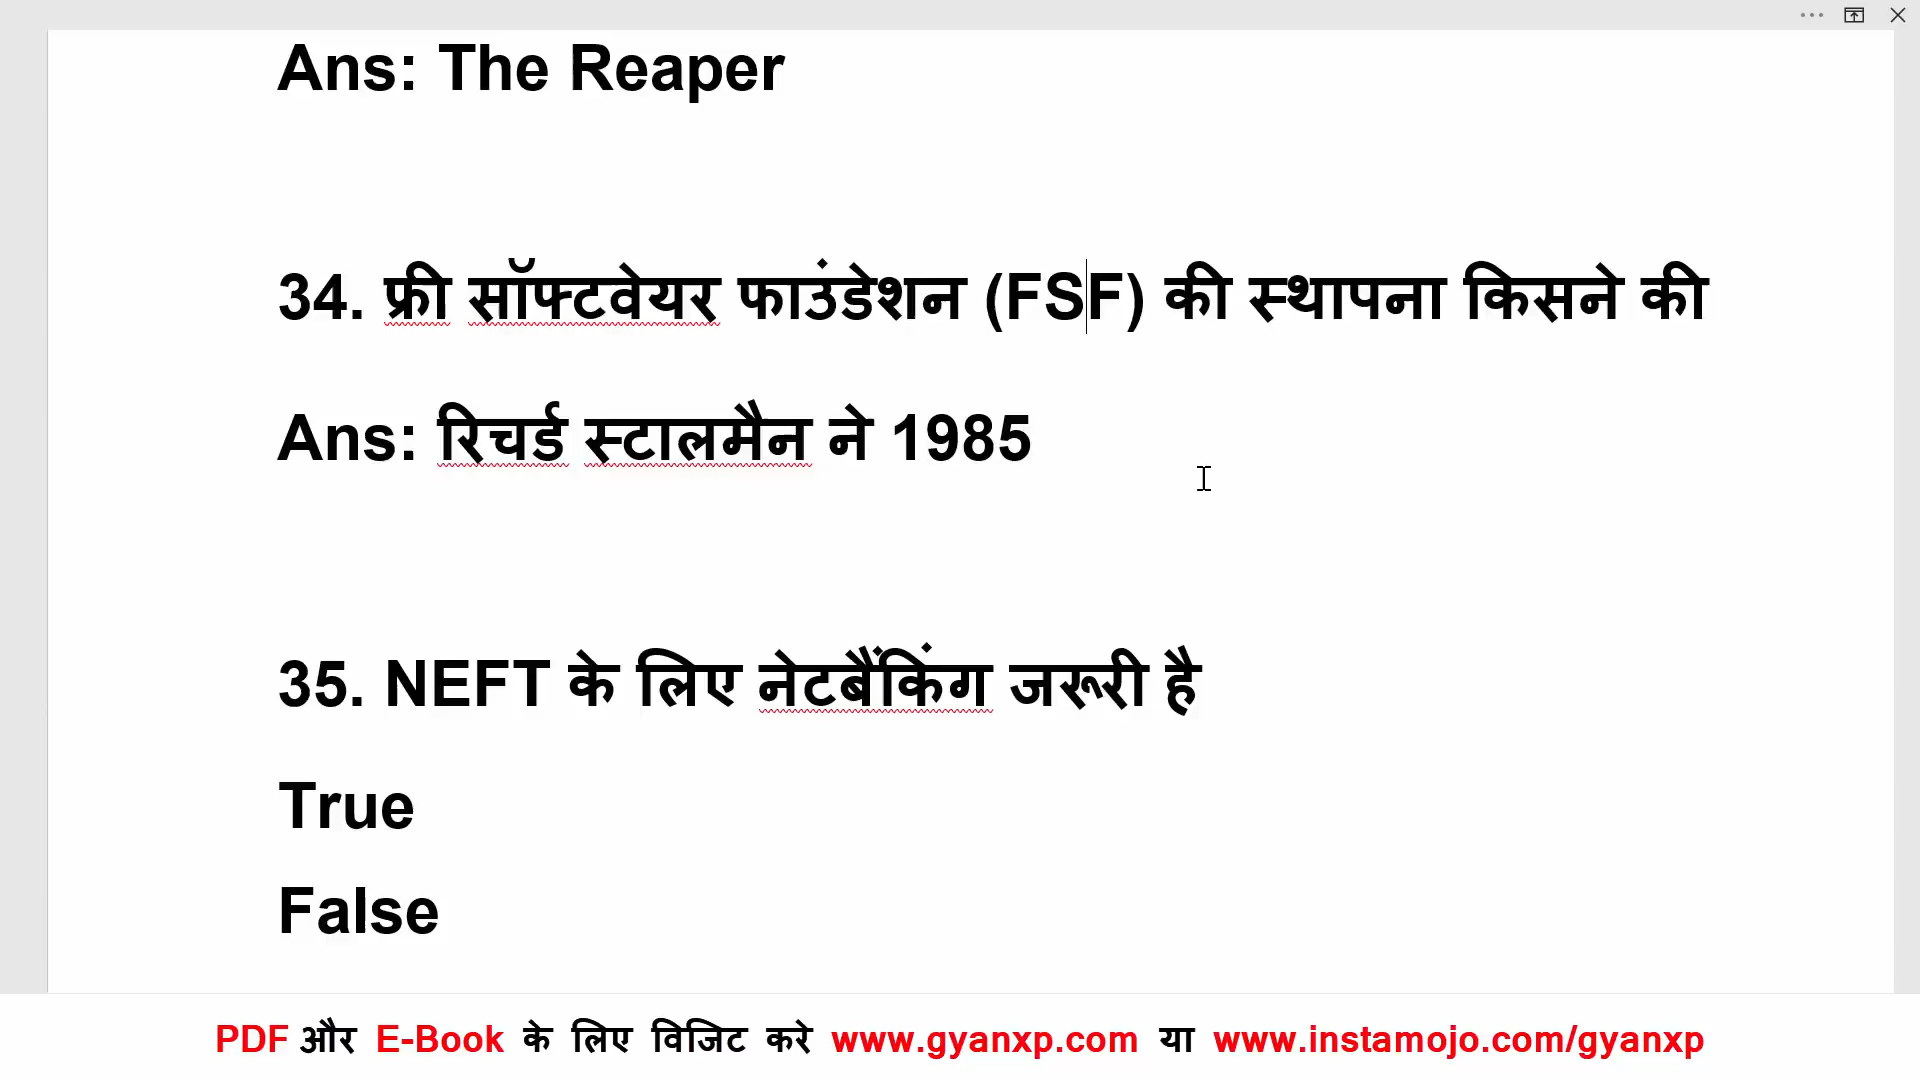 Ans: The Reaper
34. फ्री सॉफ्टवेयर फाउंडेशन (FSF) की स्थापना किसने की
Ans: रिचर्ड स्टालमैन ने 1985
35. NEFT के लिए नेटबैंकिंग जरूरी है
True
False
PDF और E-Book के लिए विजिट करे www.gyanxp.com या www.instamojo.com/gyanxp